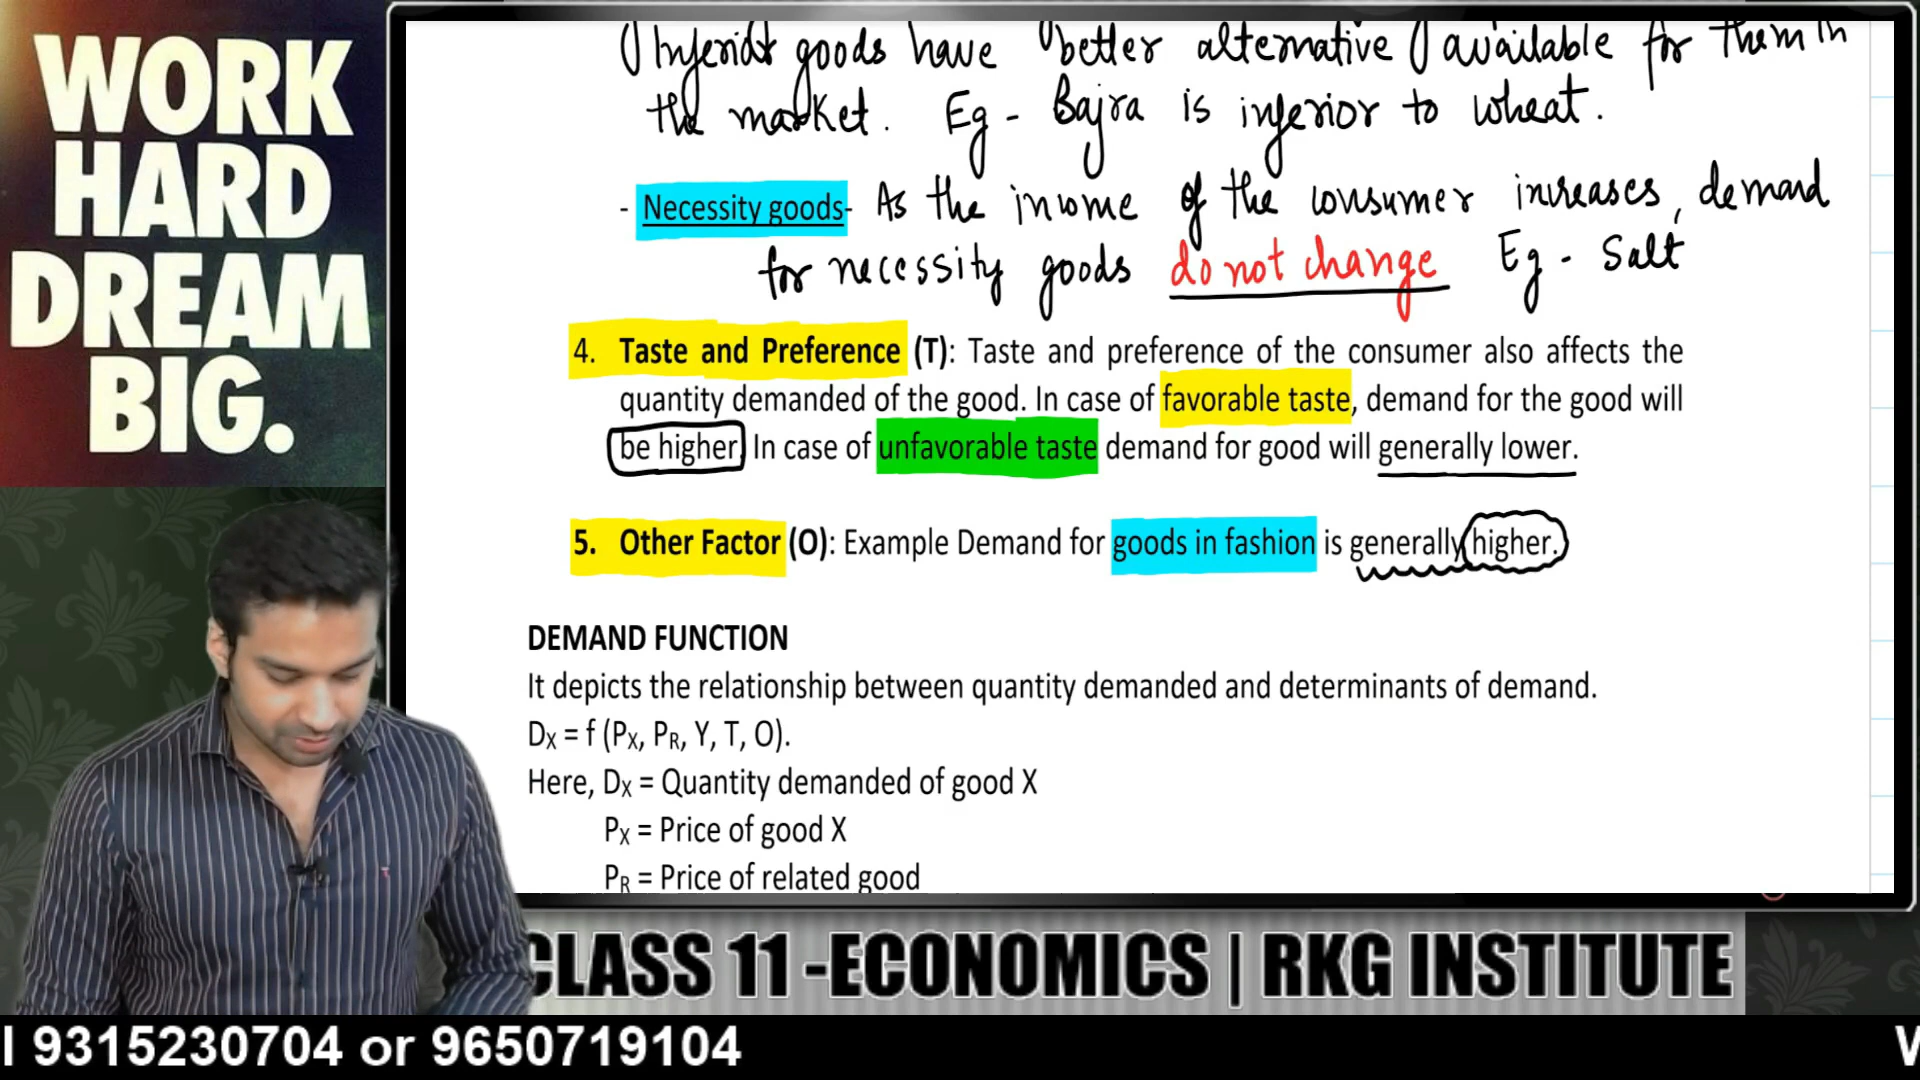 WORK
HARD
DREAM
BIG.
Inferior goods have better alternative available for them in
the market. Eg - Bajra is inferior to wheat.
- Necessity goods- As the income of the consumer increases, demand
for necessity goods do not change Eg - Salt
4. Taste and Preference (T): Taste and preference of the consumer also affects the
quantity demanded of the good. In case of favorable taste, demand for the good will
be higher. In case of unfavorable taste demand for good will generally lower.
5. Other Factor (O): Example Demand for goods in fashion is generally higher.
DEMAND FUNCTION
It depicts the relationship between quantity demanded and determinants of demand.
Dx = f (Px, PR, Y, T, O).
Here, Dx = Quantity demanded of good X
Px = Price of good X
PR = Price of related good
CLASS 11 -ECONOMICS | RKG INSTITUTE
9315230704 or 9650719104